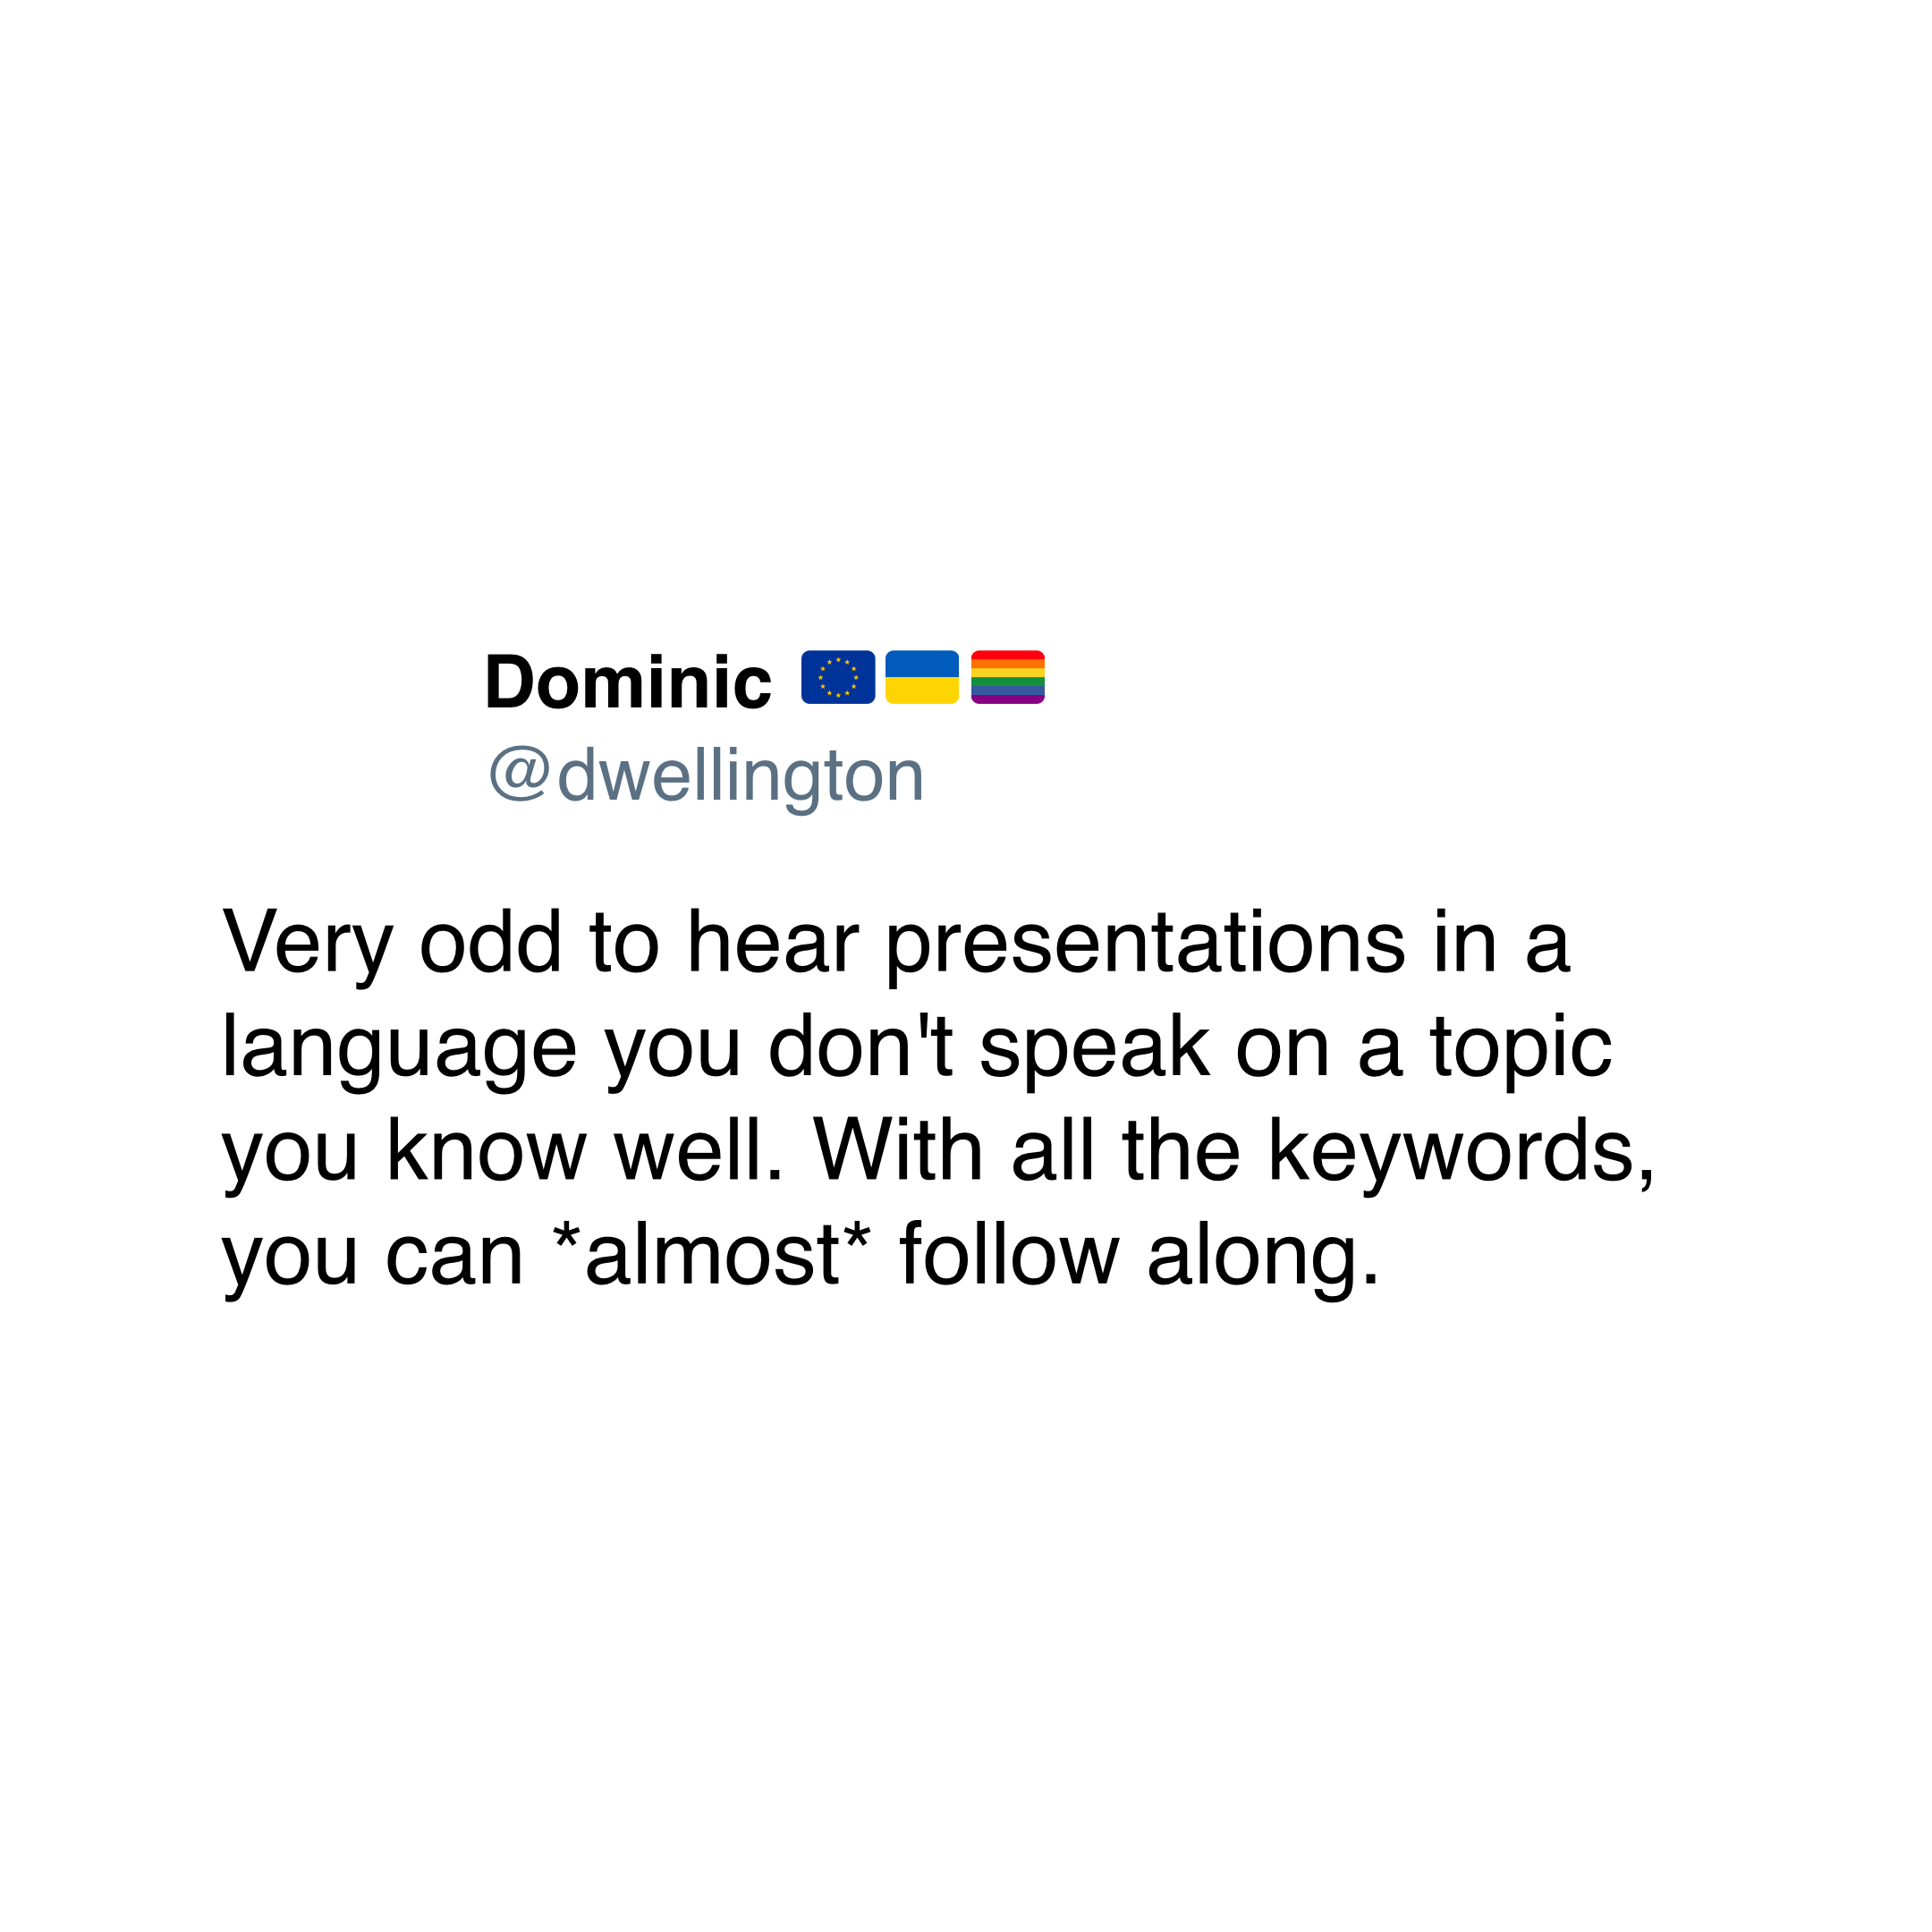 Dominic 🇪🇺🇺🇦🏳️‍🌈
@dwellington
Very odd to hear presentations in a
language you don't speak on a topic
you know well. With all the keywords,
you can *almost* follow along.